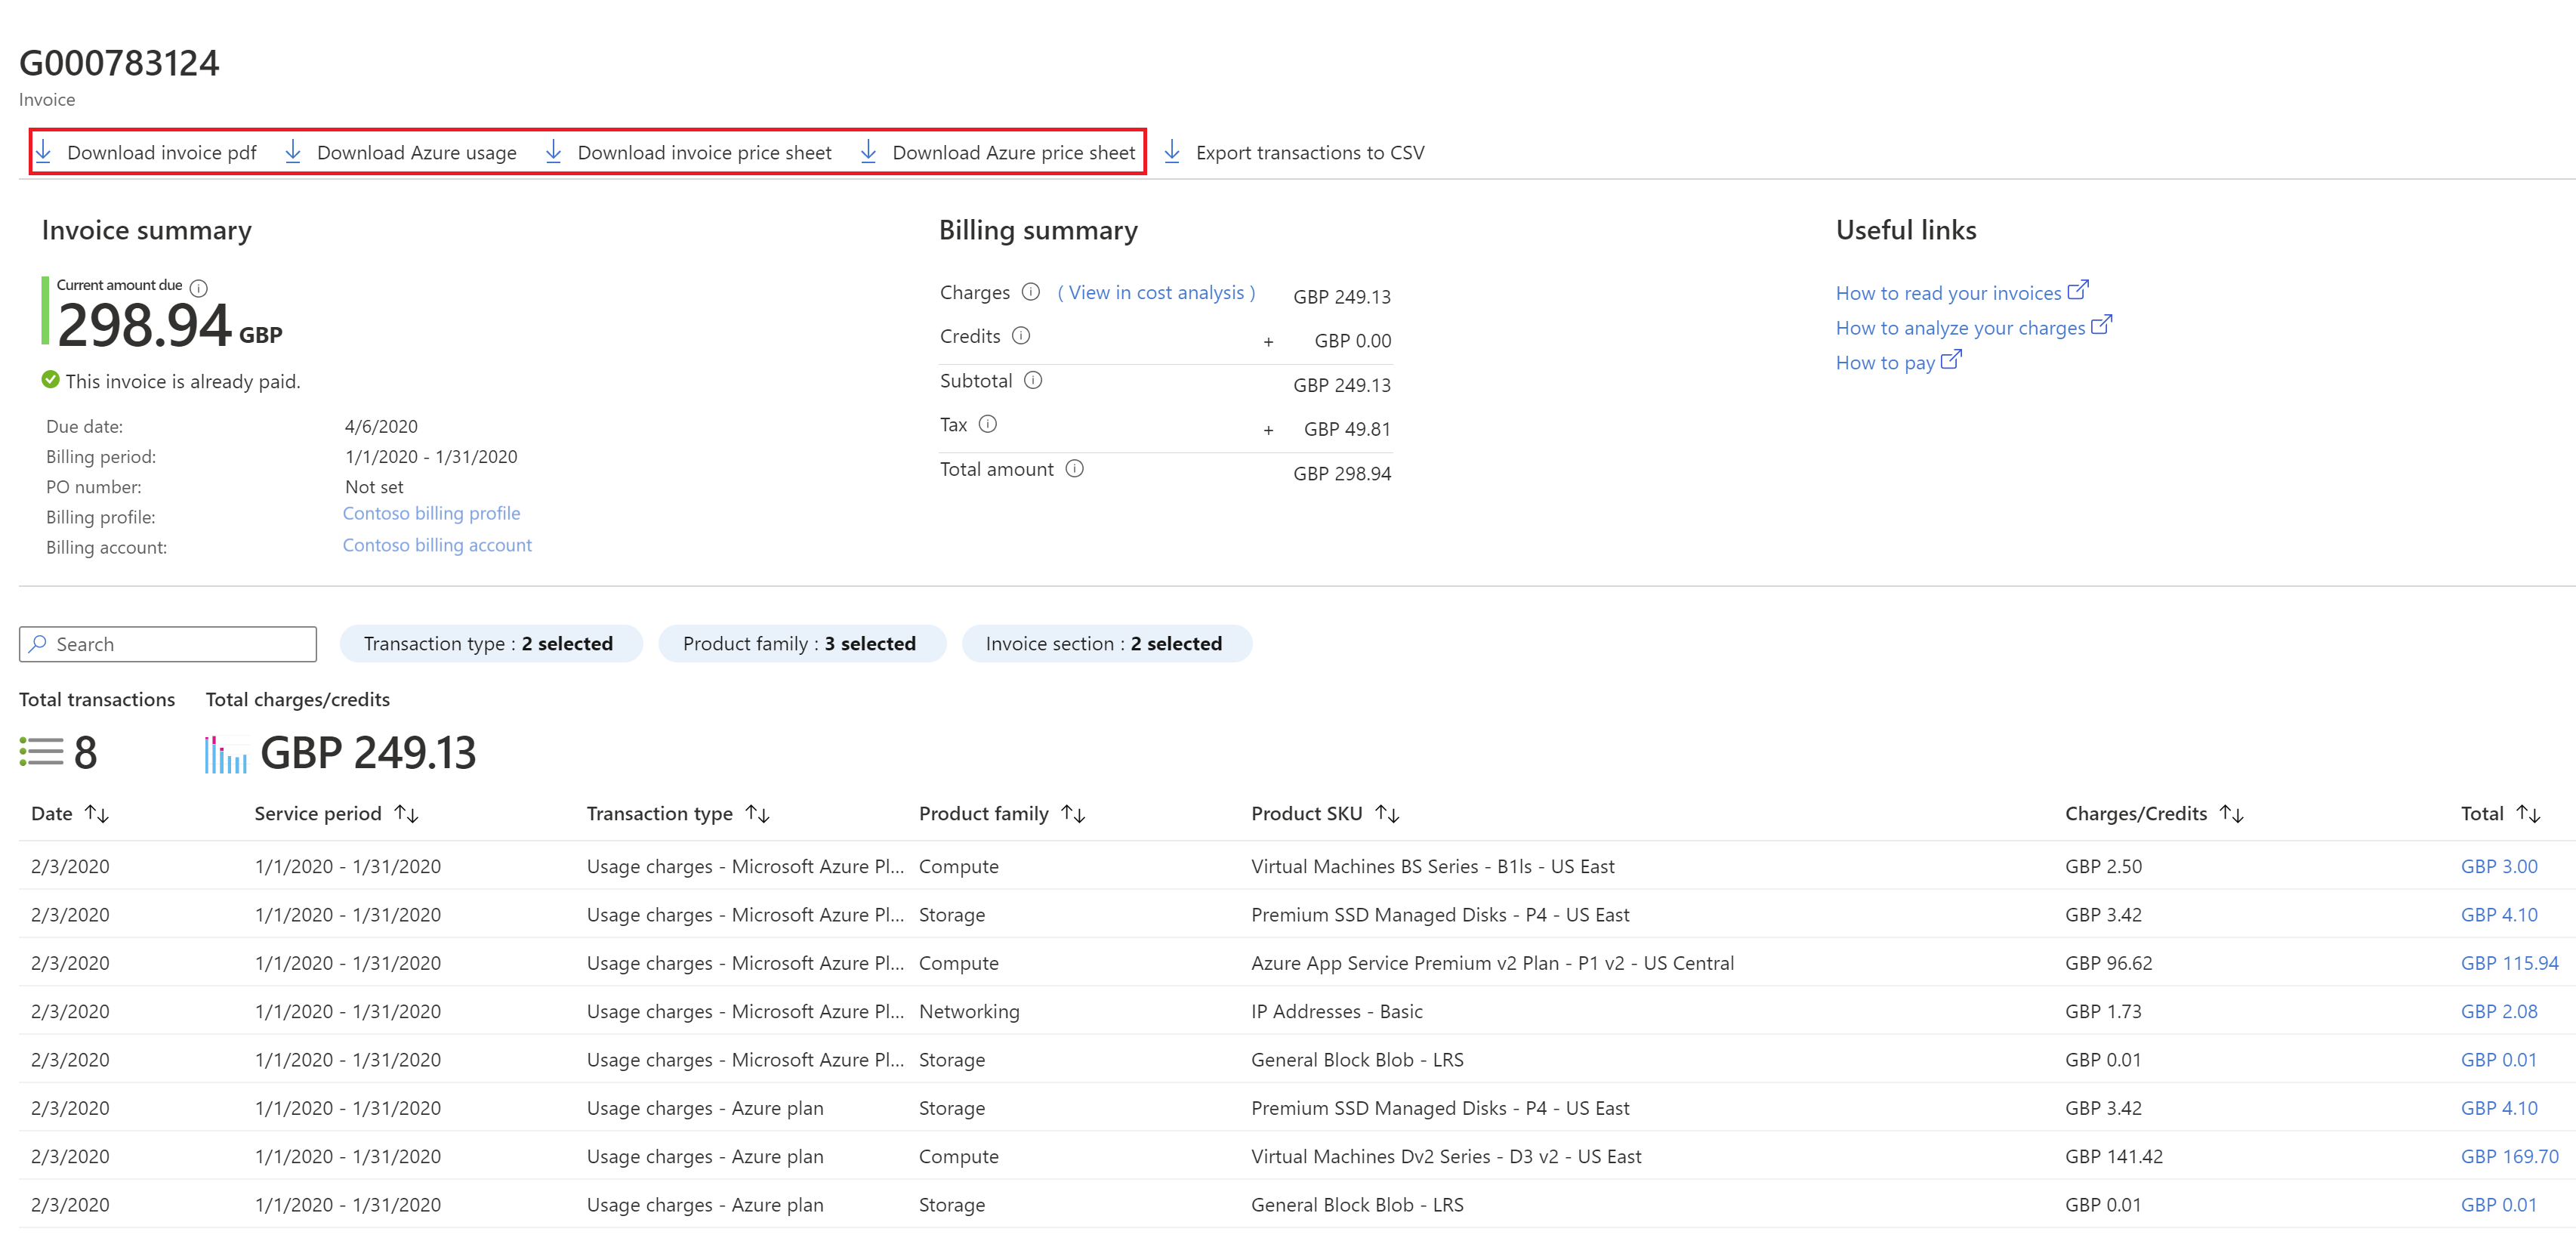 G000783124
Invoice
Download invoice pdf Download Azure usage Download invoice price sheet Download Azure price sheet Export transactions to CSV
Invoice summary
Current amount due
298.94 GBP
This invoice is already paid.
Due date: 4/6/2020
Billing period: 1/1/2020 - 1/31/2020
PO number: Not set
Billing profile: Contoso billing profile
Billing account: Contoso billing account
Billing summary
Charges ( View in cost analysis ) GBP 249.13
Credits + GBP 0.00
Subtotal GBP 249.13
Tax + GBP 49.81
Total amount GBP 298.94
Useful links
How to read your invoices
How to analyze your charges
How to pay
Search Transaction type : 2 selected Product family : 3 selected Invoice section : 2 selected
Total transactions Total charges/credits
8 GBP 249.13
Date Service period Transaction type Product family Product SKU Charges/Credits Total
2/3/2020 1/1/2020 - 1/31/2020 Usage charges - Microsoft Azure Pl... Compute Virtual Machines BS Series - B1ls - US East GBP 2.50 GBP 3.00
2/3/2020 1/1/2020 - 1/31/2020 Usage charges - Microsoft Azure Pl... Storage Premium SSD Managed Disks - P4 - US East GBP 3.42 GBP 4.10
2/3/2020 1/1/2020 - 1/31/2020 Usage charges - Microsoft Azure Pl... Compute Azure App Service Premium v2 Plan - P1 v2 - US Central GBP 96.62 GBP 115.94
2/3/2020 1/1/2020 - 1/31/2020 Usage charges - Microsoft Azure Pl... Networking IP Addresses - Basic GBP 1.73 GBP 2.08
2/3/2020 1/1/2020 - 1/31/2020 Usage charges - Microsoft Azure Pl... Storage General Block Blob - LRS GBP 0.01 GBP 0.01
2/3/2020 1/1/2020 - 1/31/2020 Usage charges - Azure plan Storage Premium SSD Managed Disks - P4 - US East GBP 3.42 GBP 4.10
2/3/2020 1/1/2020 - 1/31/2020 Usage charges - Azure plan Compute Virtual Machines Dv2 Series - D3 v2 - US East GBP 141.42 GBP 169.70
2/3/2020 1/1/2020 - 1/31/2020 Usage charges - Azure plan Storage General Block Blob - LRS GBP 0.01 GBP 0.01